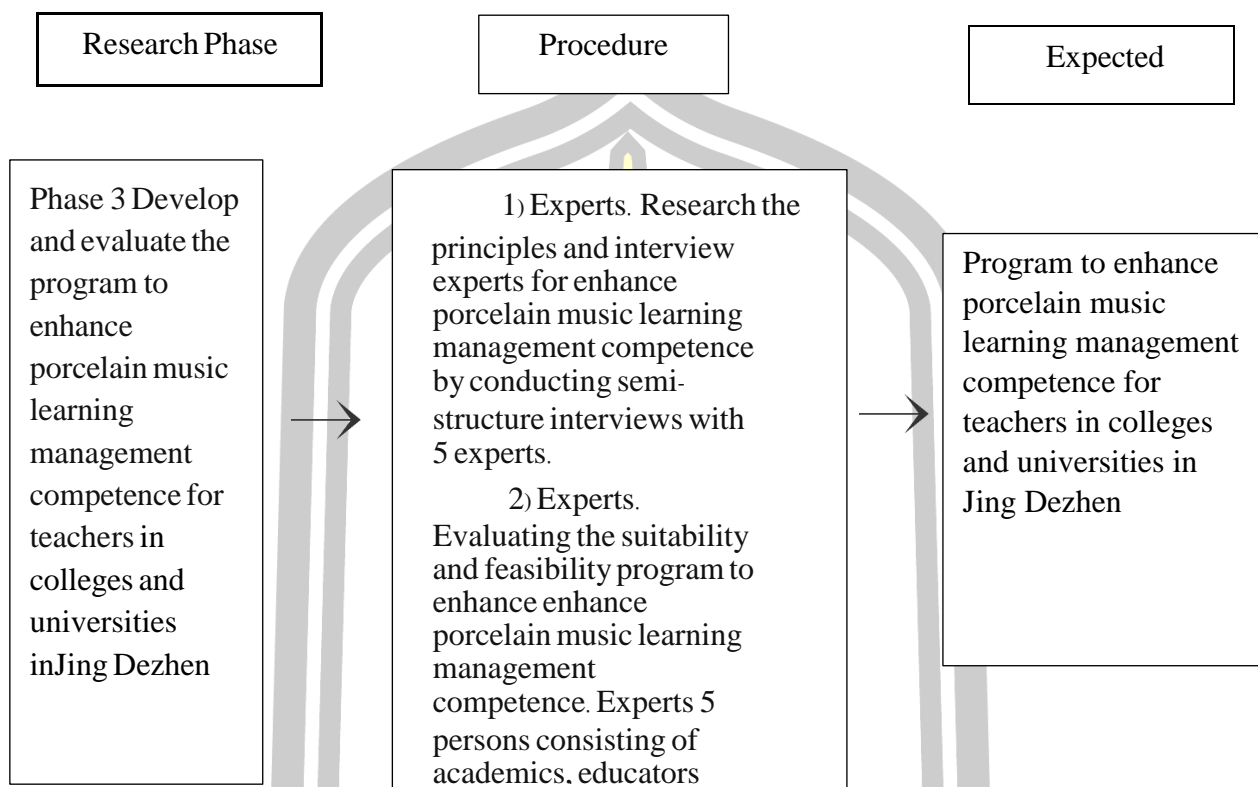 Research Phase
Procedure
Expected
Phase 3 Develop
and evaluate the
program to
enhance
porcelain music
learning
management
competence for
teachers in
colleges and
universities
inJing Dezhen
1) Experts. Research the
principles and interview
experts for enhance
porcelain music learning
management competence
by conducting semi-
structure interviews with
5 experts.
2) Experts.
Evaluating the suitability
and feasibility program to
enhance enhance
porcelain music learning
management
competence. Experts 5
persons consisting of
academics, educators
Program to enhance
porcelain music
learning management
competence for
teachers in colleges
and universities in
Jing Dezhen